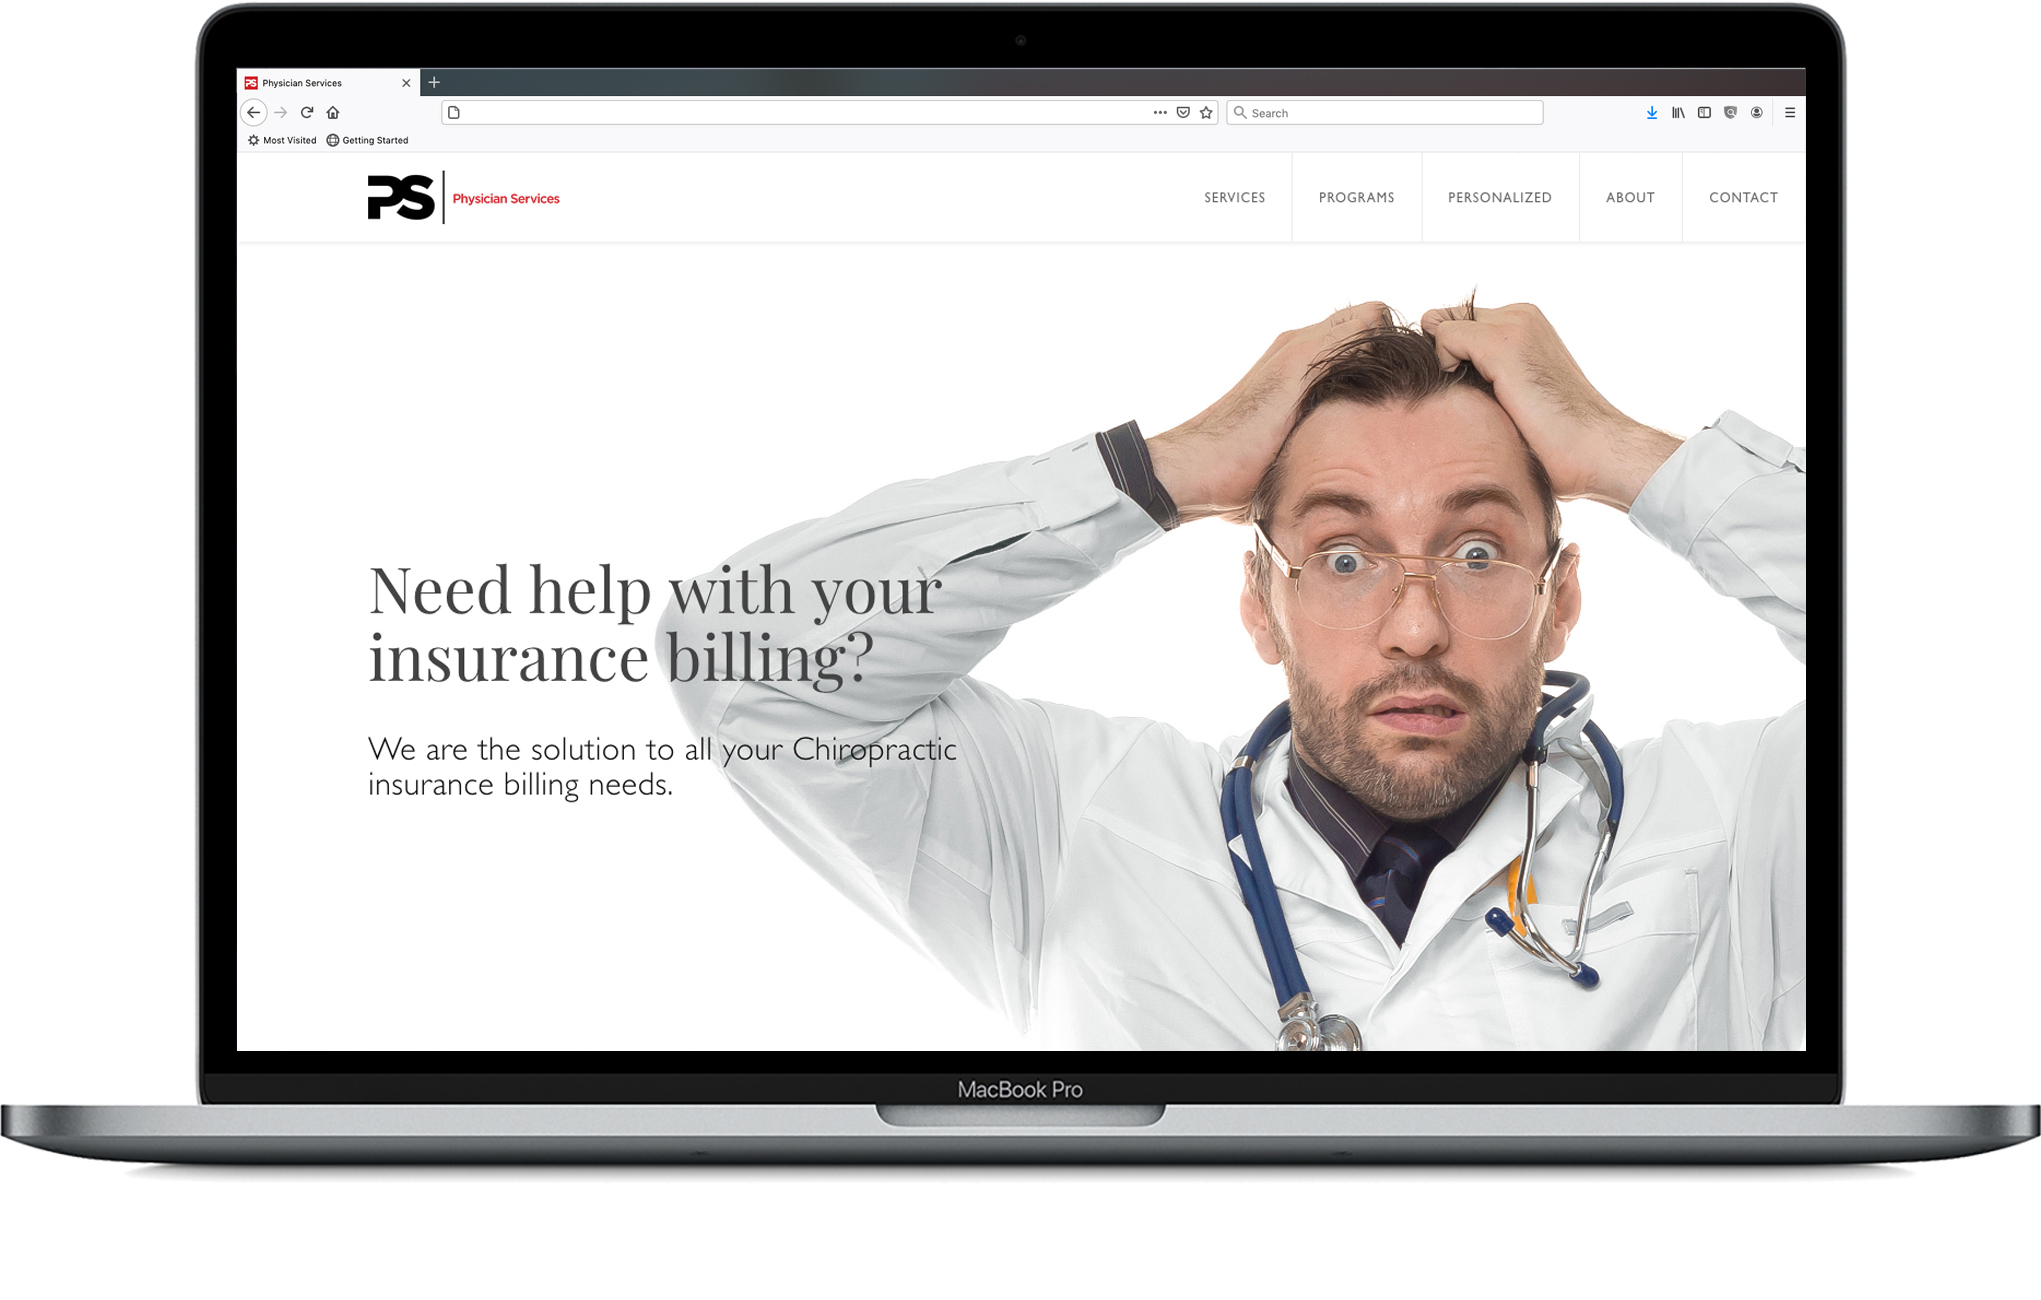 PS Physician Services
Search
Most Visited Getting Started
PS Physician Services
SERVICES PROGRAMS PERSONALIZED ABOUT CONTACT
Need help with your
insurance billing?
We are the solution to all your Chiropractic
insurance billing needs.
MacBook Pro